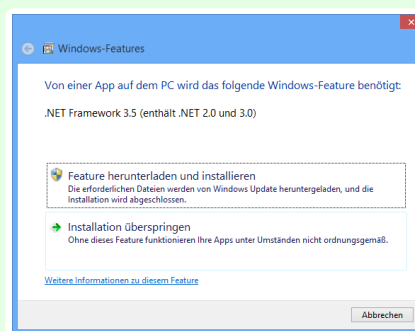 Windows-Features
Von einer App auf dem PC wird das folgende Windows-Feature benötigt:
.NET Framework 3.5 (enthält .NET 2.0 und 3.0)
Feature herunterladen und installieren
Die erforderlichen Dateien werden von Windows Update heruntergeladen, und die
Installation wird abgeschlossen.
Installation überspringen
Ohne dieses Feature funktionieren Ihre Apps unter Umständen nicht ordnungsgemäß.
Weitere Informationen zu diesem Feature
Abbrechen